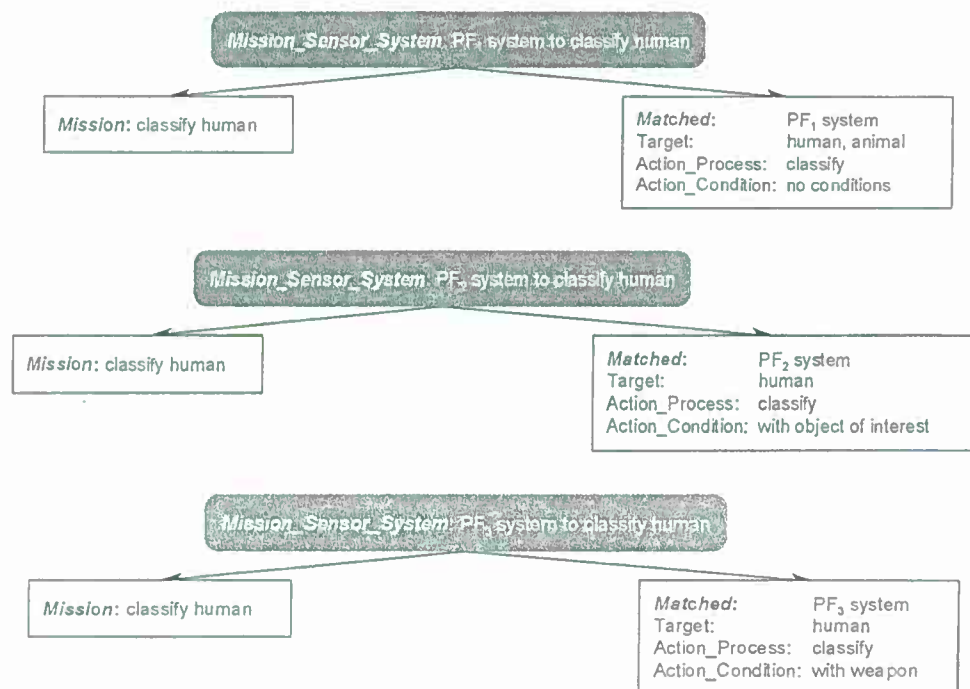 Mission_Sensor_System: PF₁ system to classify human
Mission: classify human
Matched: PF₁ system
Target: human, animal
Action_Process: classify
Action_Condition: no conditions
Mission_Sensor_System: PF₂ system to classify human
Mission: classify human
Matched: PF₂ system
Target: human
Action_Process: classify
Action_Condition: with object of interest
Mission_Sensor_System: PF₃ system to classify human
Mission: classify human
Matched: PF₃ system
Target: human
Action_Process: classify
Action_Condition: with weapon